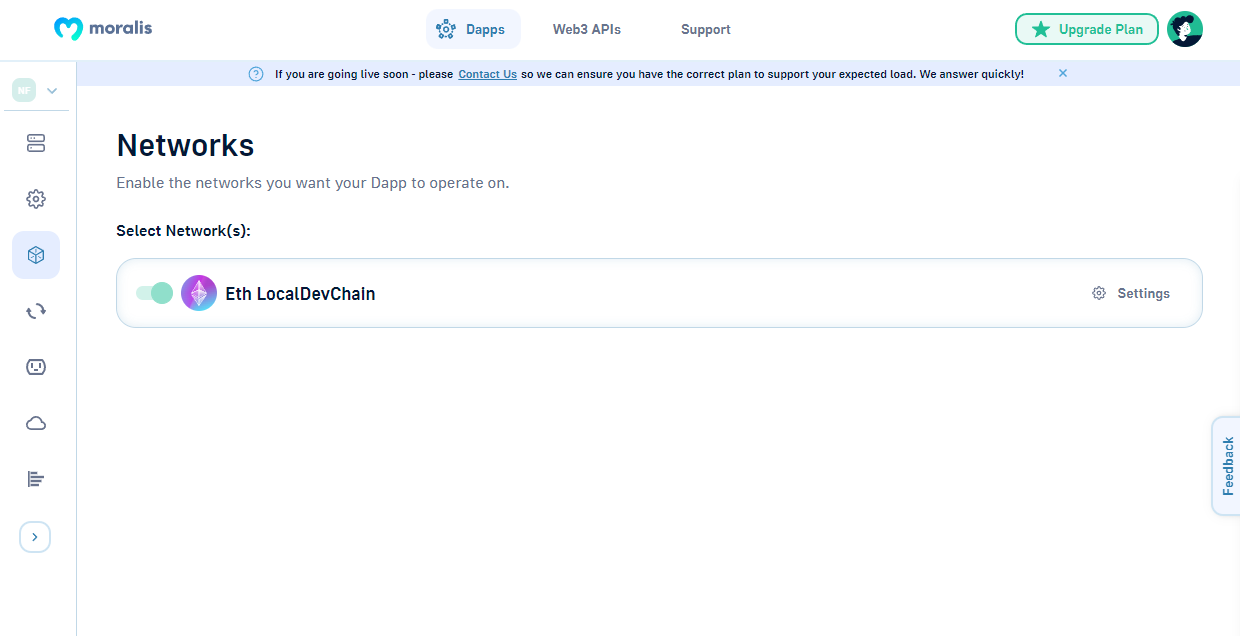 moralis
Dapps
Web3 APIs
Support
Upgrade Plan
NF
If you are going live soon - please Contact Us so we can ensure you have the correct plan to support your expected load. We answer quickly!
Networks
Enable the networks you want your Dapp to operate on.
Select Network(s):
Eth LocalDevChain
Settings
Feedback